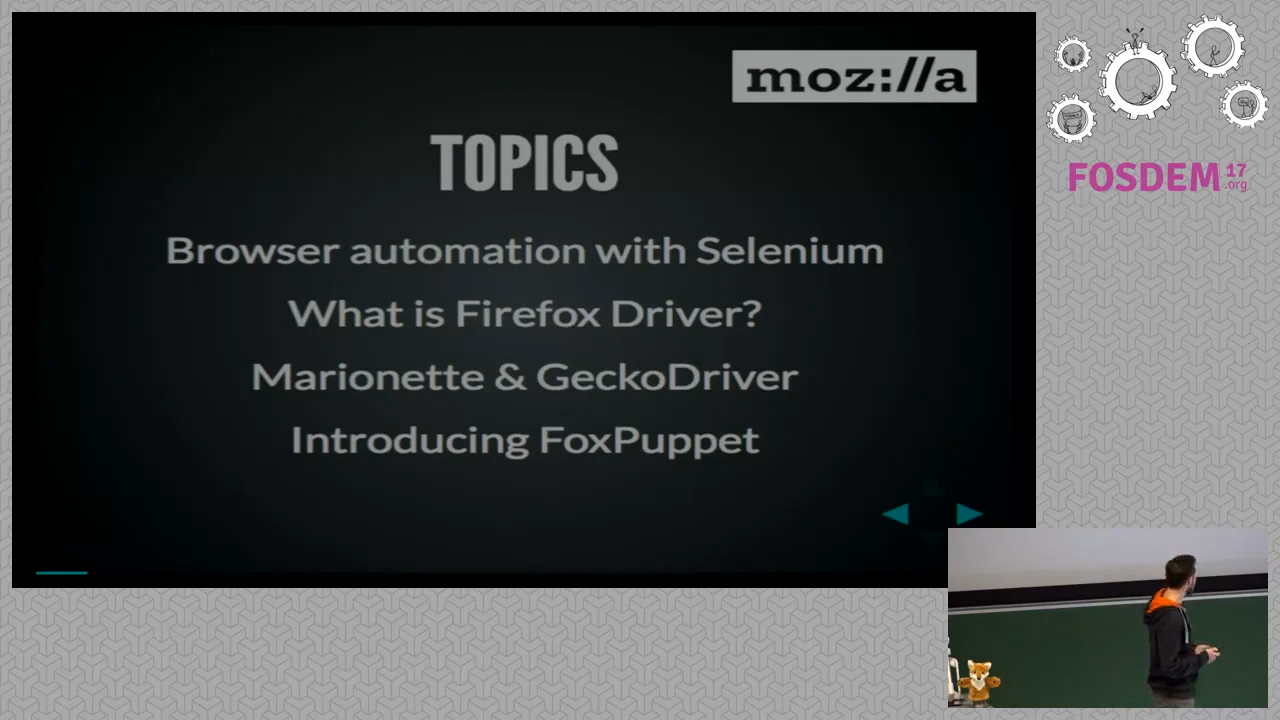 moz://a
TOPICS
Browser automation with Selenium
What is Firefox Driver?
Marionette & GeckoDriver
Introducing FoxPuppet
FOSDEM 17
.org